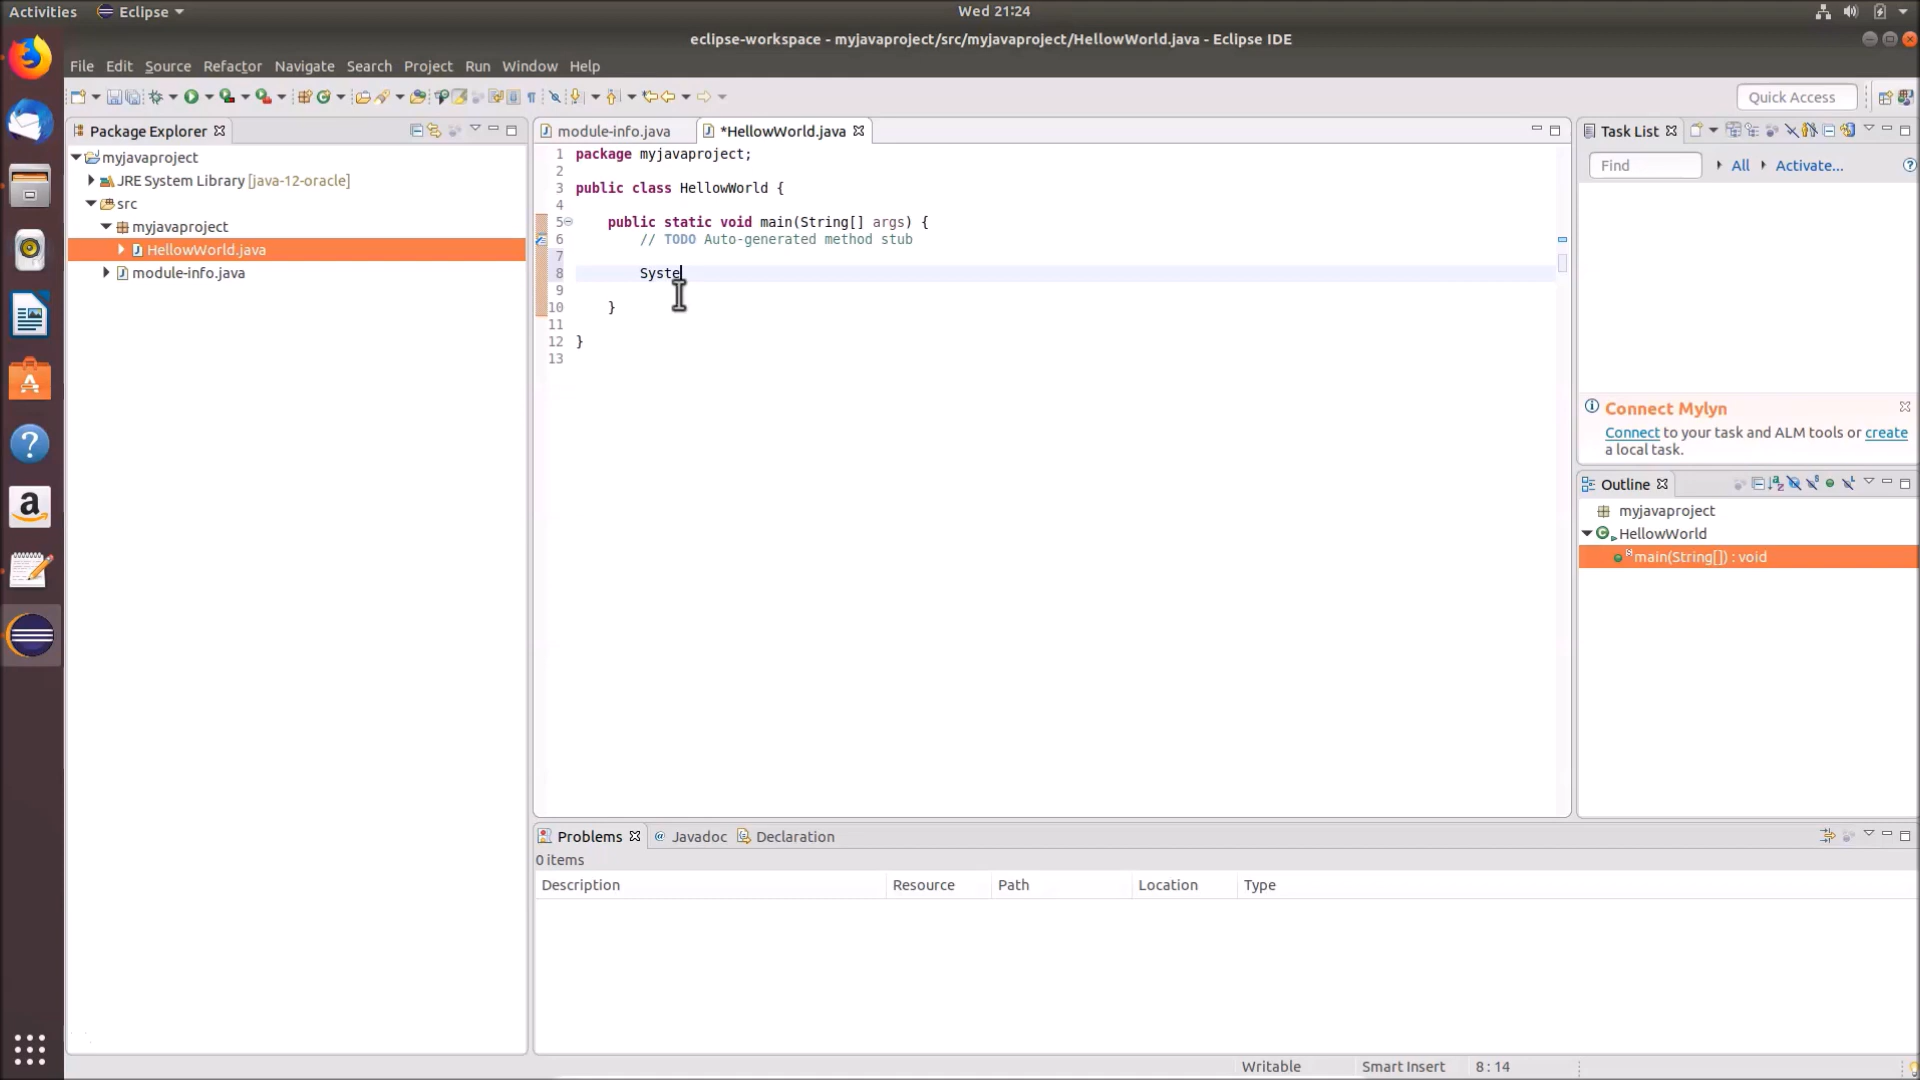 Activities Eclipse Wed 21:24
eclipse-workspace - myjavaproject/src/myjavaproject/HellowWorld.java - Eclipse IDE
File Edit Source Refactor Navigate Search Project Run Window Help
Quick Access
Package Explorer
myjavaproject
JRE System Library [java-12-oracle]
src
myjavaproject
HellowWorld.java
module-info.java
module-info.java *HellowWorld.java
1 package myjavaproject;
2
3 public class HellowWorld {
4
5 public static void main(String[] args) {
6 // TODO Auto-generated method stub
7
8 Syste
9
10 }
11
12 }
13
Task List
Find All Activate...
Connect Mylyn
Connect to your task and ALM tools or create
a local task.
Outline
myjavaproject
HellowWorld
main(String[]) : void
Problems @ Javadoc Declaration
0 items
Description Resource Path Location Type
Writable Smart Insert 8 : 14